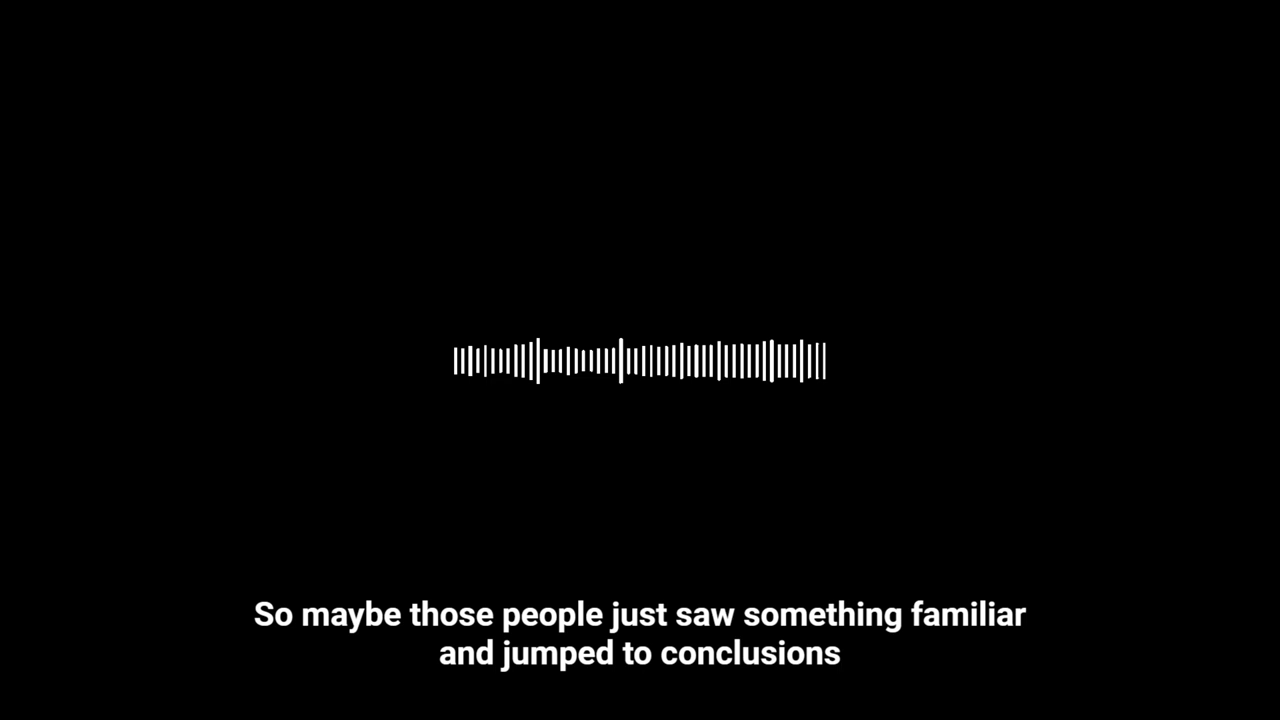 So maybe those people just saw something familiar
and jumped to conclusions